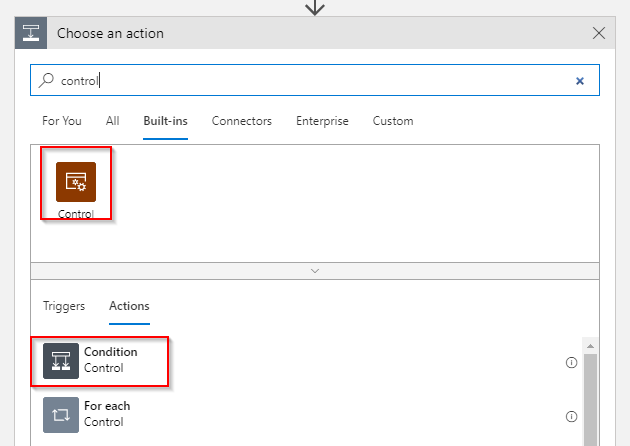 Choose an action
control
For You All Built-ins Connectors Enterprise Custom
Control
Triggers Actions
Condition
Control
For each
Control